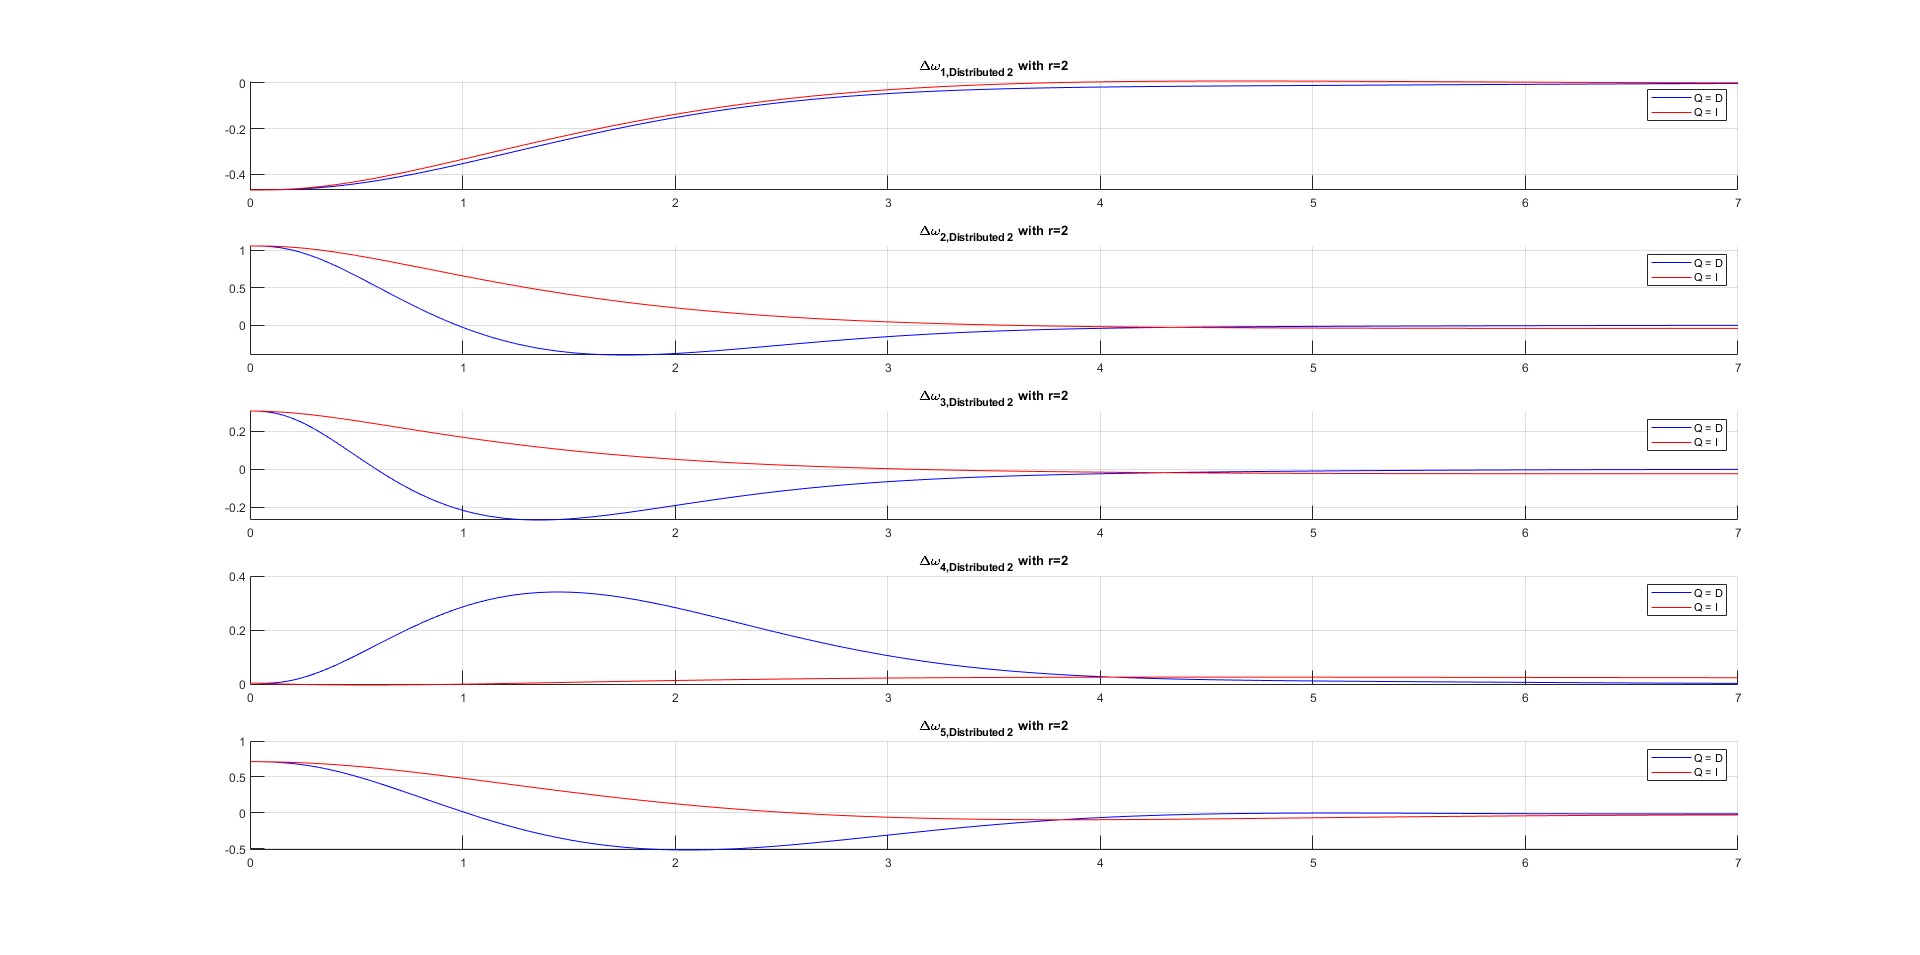 Δω1,Distributed 2 with r=2
0
-0.2
-0.4
Q = D
Q = I
0 1 2 3 4 5 6 7
Δω2,Distributed 2 with r=2
1
0.5
0
Q = D
Q = I
0 1 2 3 4 5 6 7
Δω3,Distributed 2 with r=2
0.2
0
-0.2
Q = D
Q = I
0 1 2 3 4 5 6 7
Δω4,Distributed 2 with r=2
0.4
0.2
0
Q = D
Q = I
0 1 2 3 4 5 6 7
Δω5,Distributed 2 with r=2
1
0.5
0
-0.5
Q = D
Q = I
0 1 2 3 4 5 6 7